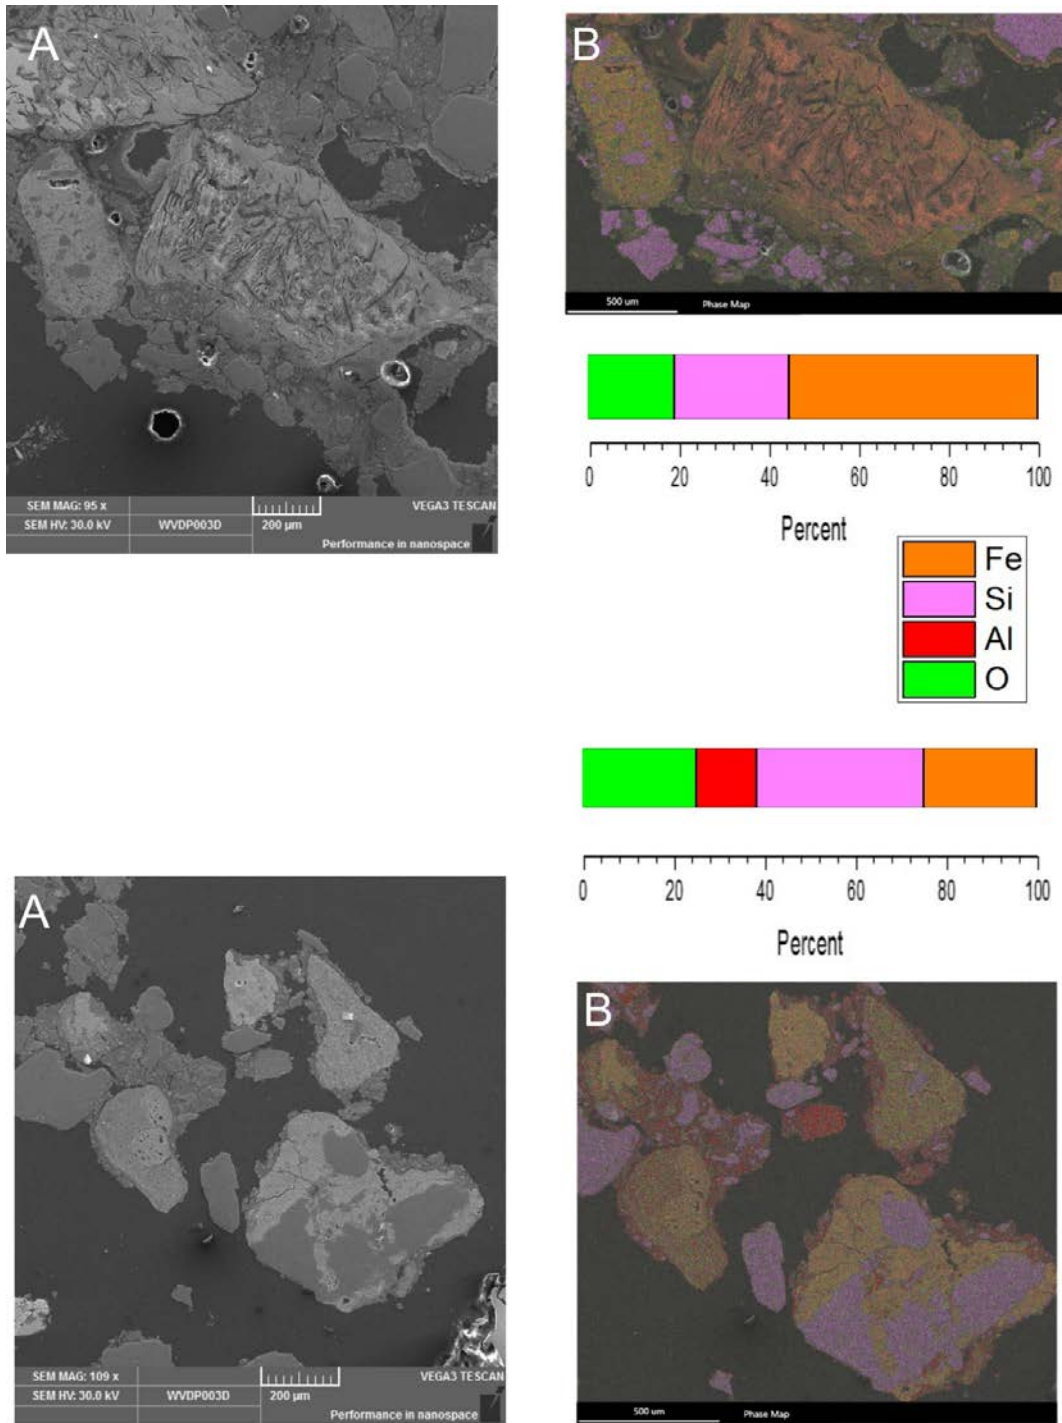 A
SEM MAG: 95 x
VEGA3 TESCAN
SEM HV: 30.0 kV
WVDP003D
200 µm
Performance in nanospace
B
500 um
Phase Map
0 20 40 60 80 100
Percent
Fe
Si
Al
O
0 20 40 60 80 100
Percent
A
SEM MAG: 109 x
VEGA3 TESCAN
SEM HV: 30.0 kV
WVDP003D
200 µm
Performance in nanospace
B
500 um
Phase Map